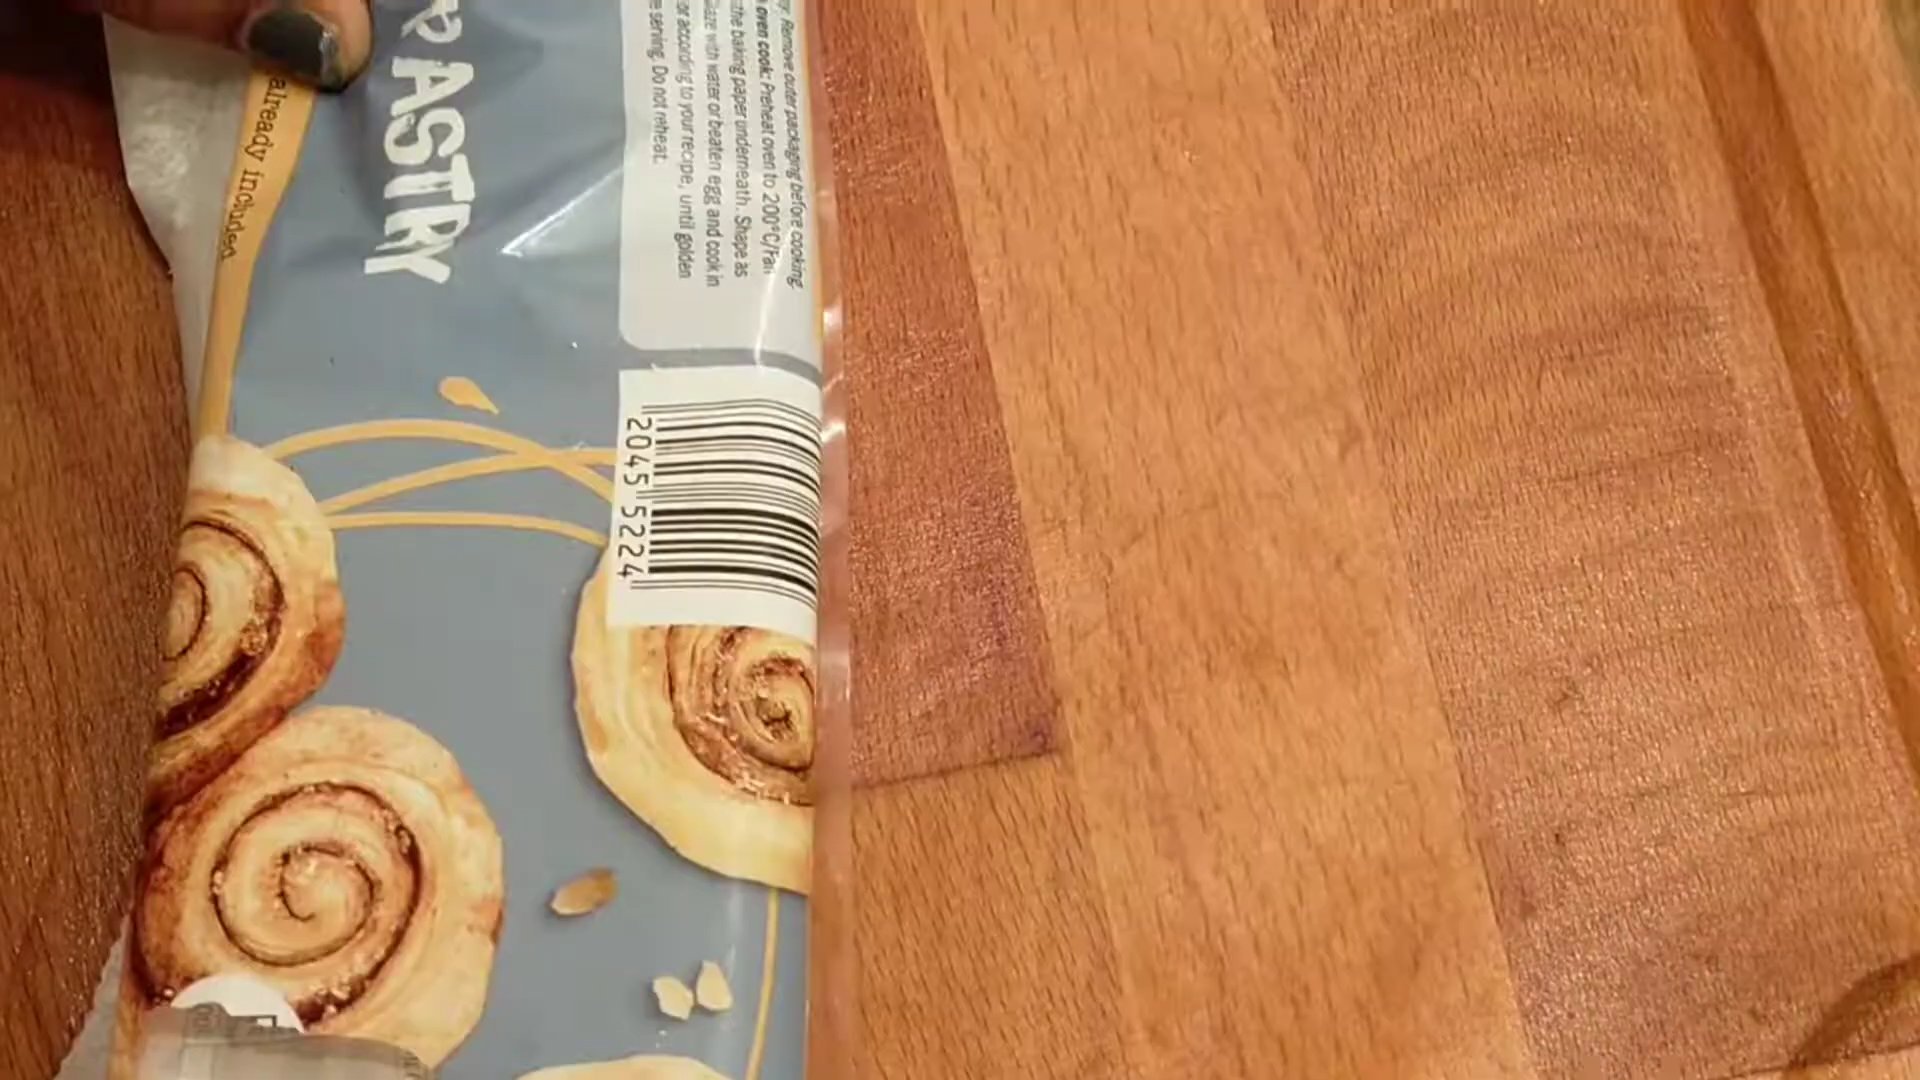 ASTRY
already included
Remove outer packaging before cooking
oven cook: Preheat oven to 200°C/Fan
the baking paper underneath. Shape as
with water or beaten egg and cook in
or according to your recipe, until golden
serving. Do not reheat.
2045 5224